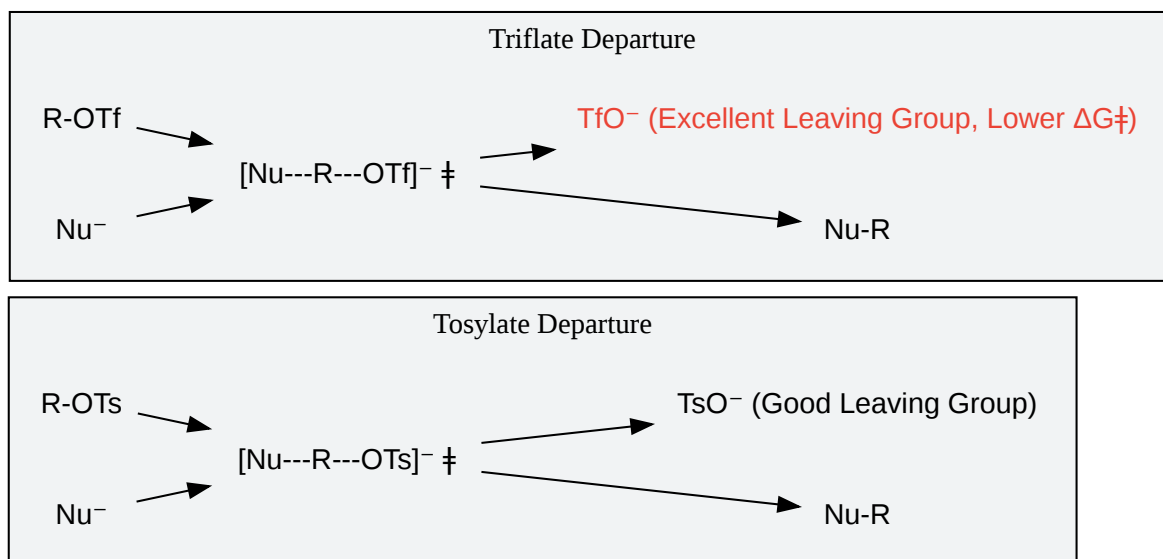 Triflate Departure
R-OTf
TfO⁻ (Excellent Leaving Group, Lower ΔG‡)
[Nu---R---OTf]⁻ ‡
Nu⁻
Nu-R
Tosylate Departure
R-OTs
TsO⁻ (Good Leaving Group)
[Nu---R---OTs]⁻ ‡
Nu⁻
Nu-R